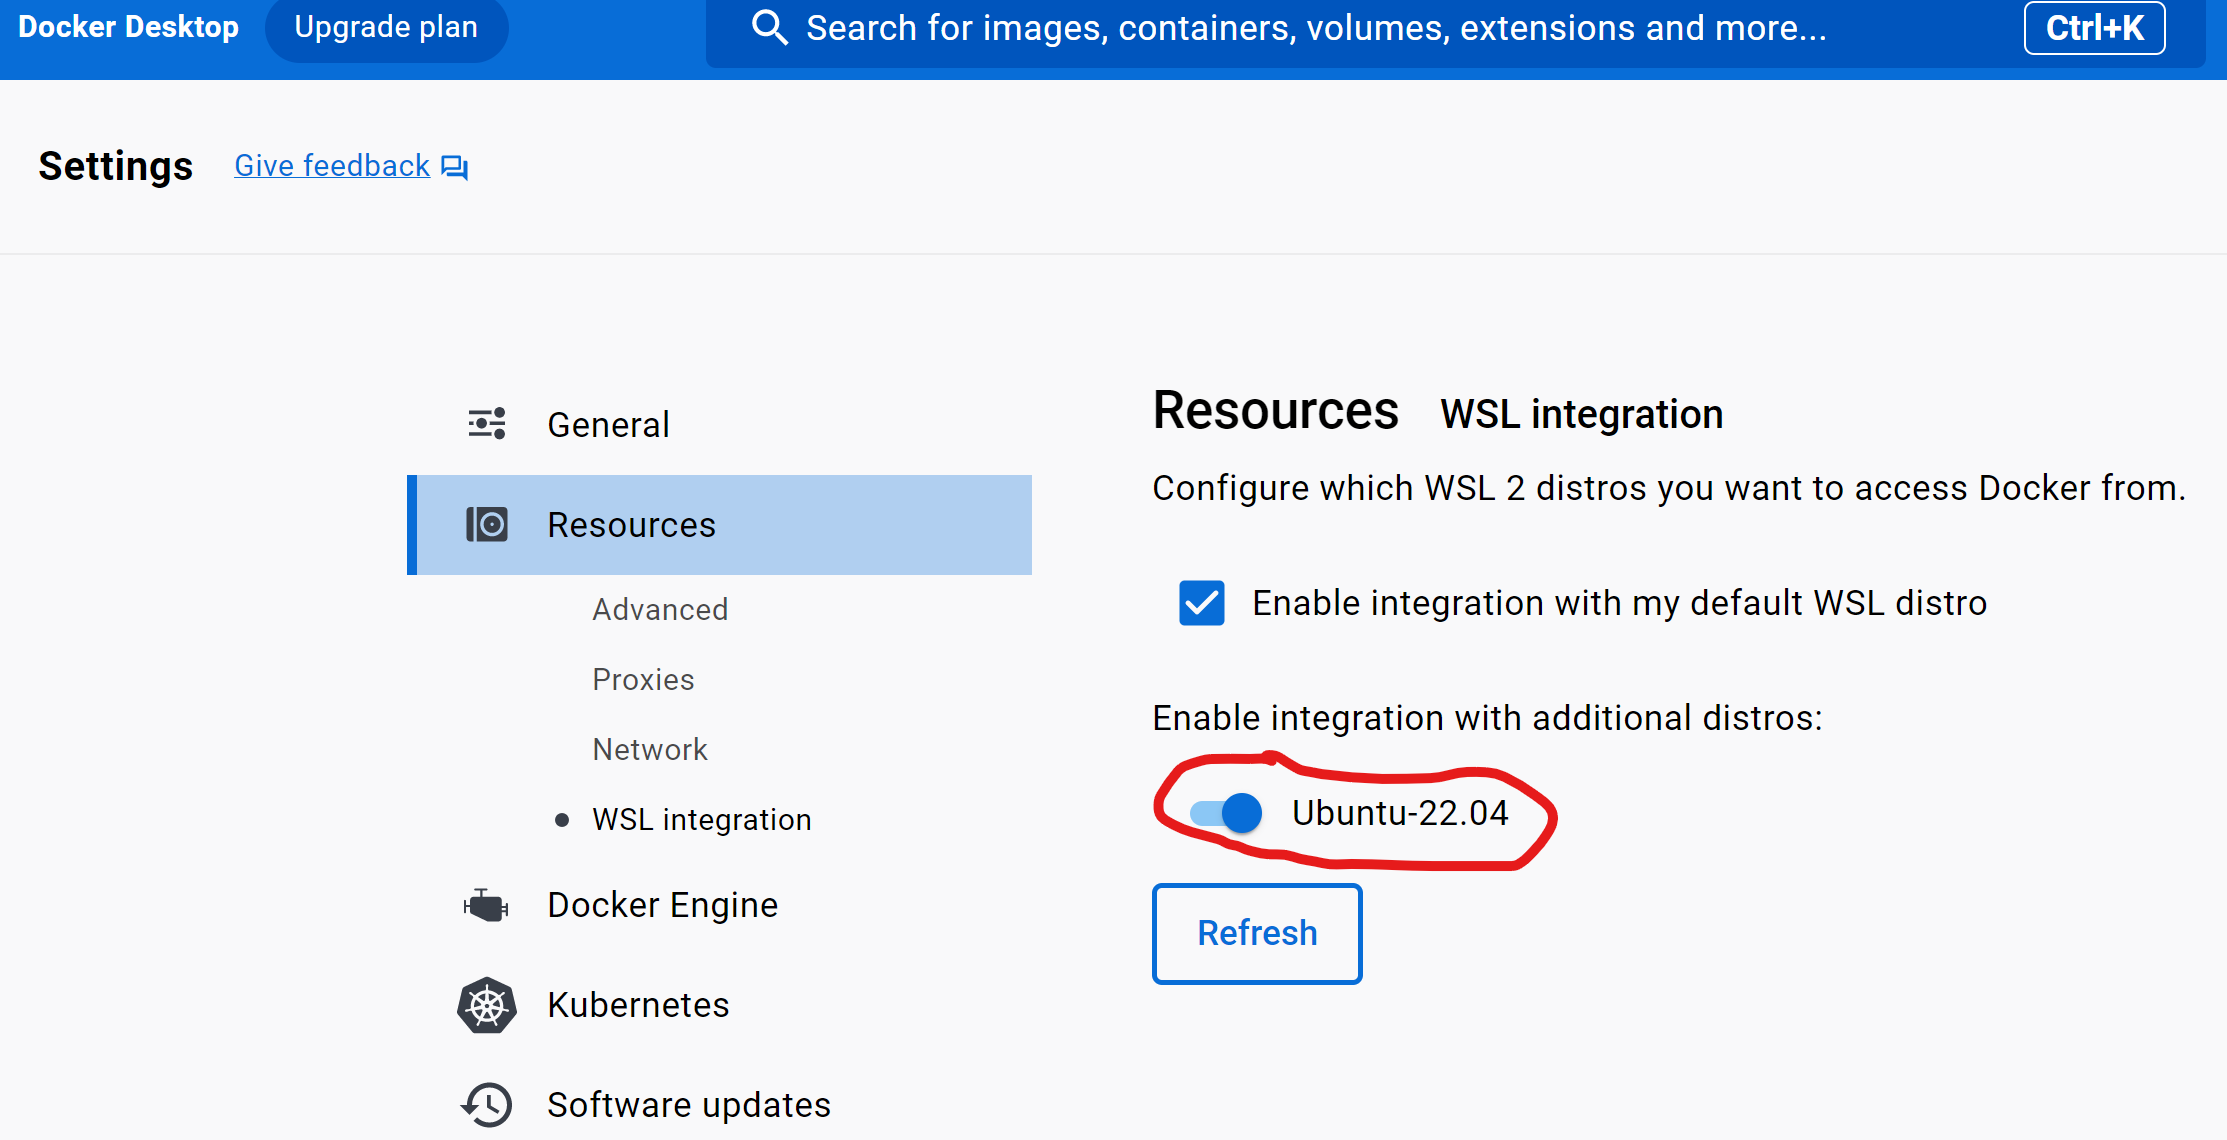 Docker Desktop Upgrade plan Search for images, containers, volumes, extensions and more... Ctrl+K
Settings Give feedback
General
Resources
Advanced
Proxies
Network
WSL integration
Docker Engine
Kubernetes
Software updates
Resources WSL integration
Configure which WSL 2 distros you want to access Docker from.
Enable integration with my default WSL distro
Enable integration with additional distros:
Ubuntu-22.04
Refresh